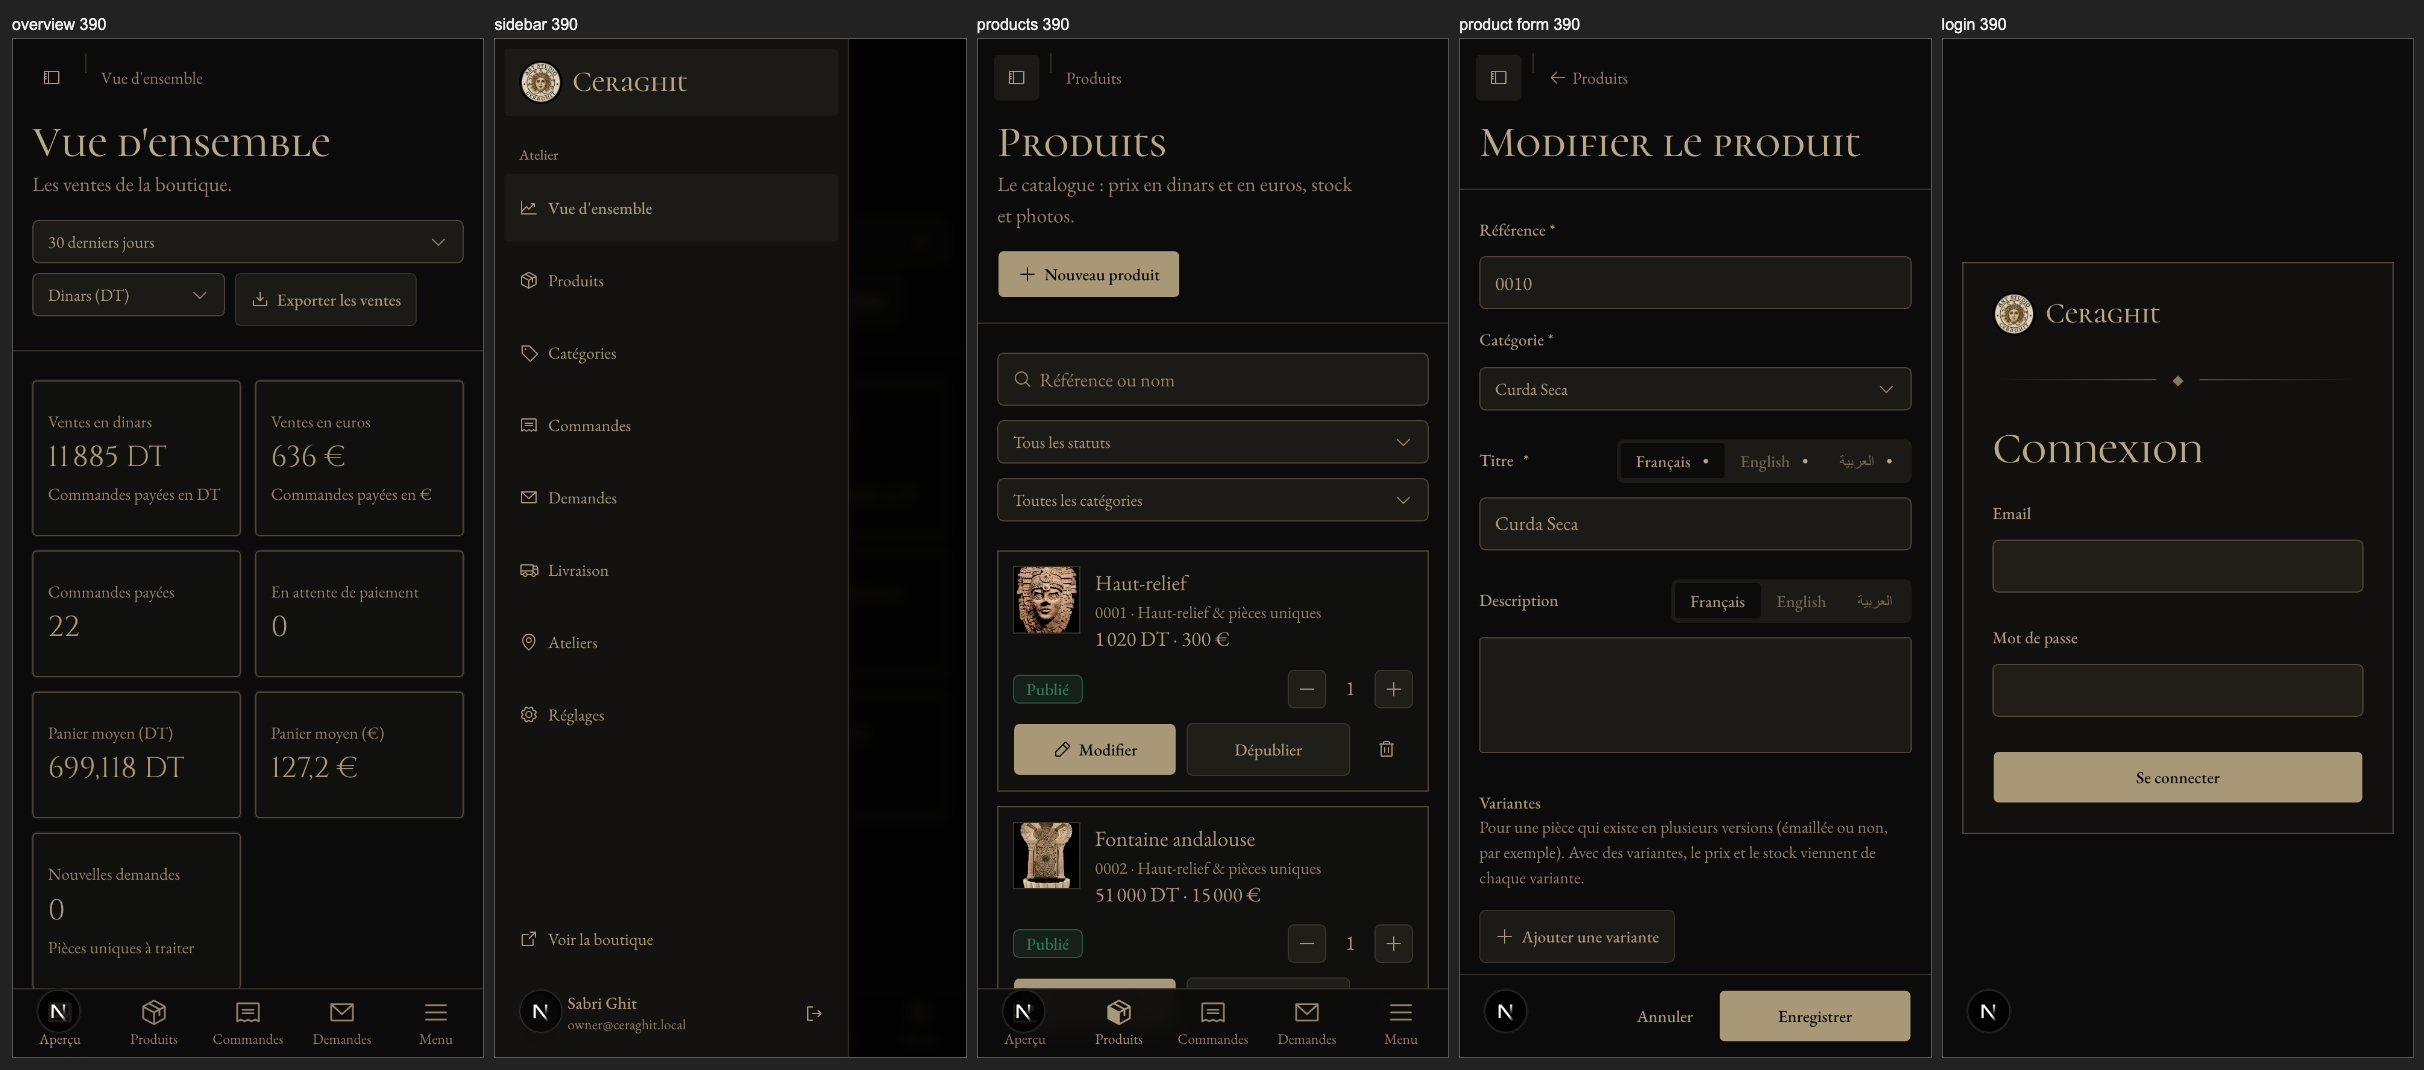 overview 390
Vue d'ensemble
Vue d'ensemble
Les ventes de la boutique.
30 derniers jours
Dinars (DT)
Exporter les ventes
Ventes en dinars
11 885 DT
Commandes payées en DT
Ventes en euros
636 €
Commandes payées en €
Commandes payées
22
En attente de paiement
0
Panier moyen (DT)
699,118 DT
Panier moyen (€)
127,2 €
Nouvelles demandes
0
Pièces uniques à traiter
N
Aperçu
Produits
Commandes
Demandes
Menu
sidebar 390
Ceraghit
Atelier
Vue d'ensemble
Produits
Catégories
Commandes
Demandes
Livraison
Ateliers
Réglages
Voir la boutique
N
Sabri Ghit
owner@ceraghit.local
products 390
Produits
Produits
Le catalogue : prix en dinars et en euros, stock
et photos.
Nouveau produit
Référence ou nom
Tous les statuts
Toutes les catégories
Haut-relief
0001 · Haut-relief & pièces uniques
1 020 DT · 300 €
Publié
1
Modifier
Dépublier
Fontaine andalouse
0002 · Haut-relief & pièces uniques
51 000 DT · 15 000 €
Publié
1
N
Aperçu
Produits
Commandes
Demandes
Menu
product form 390
Produits
Modifier le produit
Référence *
0010
Catégorie *
Curda Seca
Titre *
Français •
English •
العربية •
Curda Seca
Description
Français
English
العربية
Variantes
Pour une pièce qui existe en plusieurs versions (émaillée ou non,
par exemple). Avec des variantes, le prix et le stock viennent de
chaque variante.
Ajouter une variante
N
Annuler
Enregistrer
login 390
Ceraghit
Connexion
Email
Mot de passe
Se connecter
N